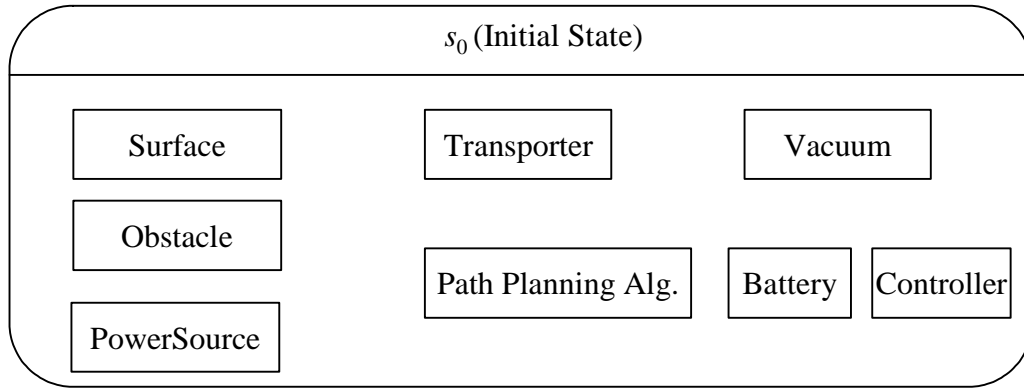 s0 (Initial State)
Surface
Transporter
Vacuum
Obstacle
Path Planning Alg.
Battery
Controller
PowerSource